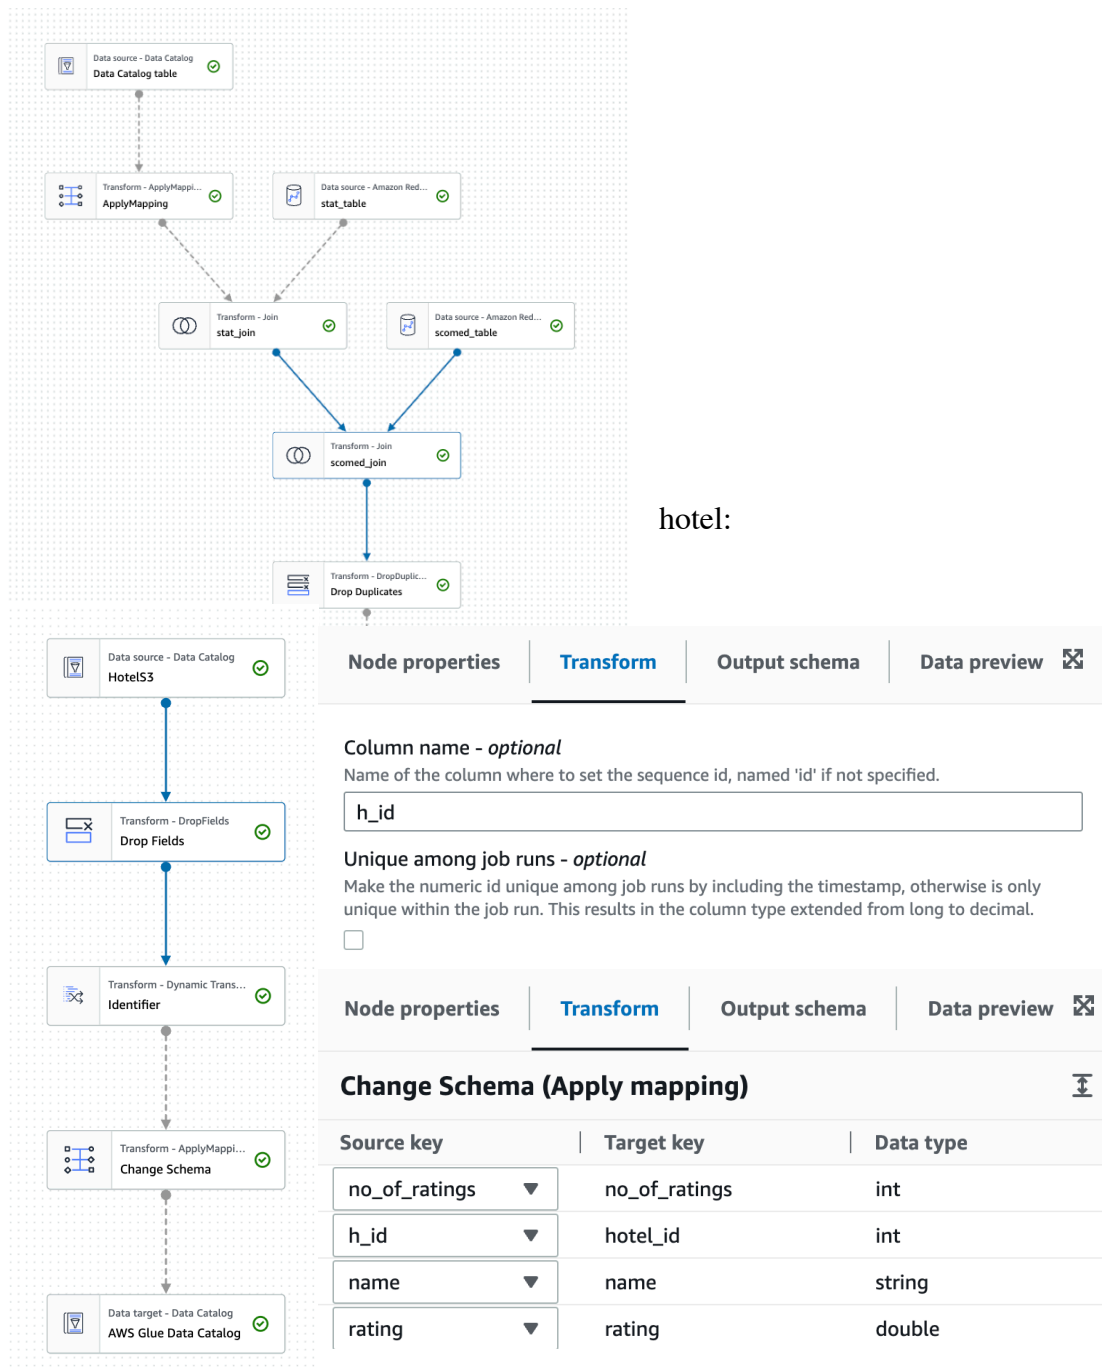 Data source - Data Catalog
Data Catalog table
Transform - ApplyMappi...
ApplyMapping
Data source - Amazon Red...
stat_table
Transform - Join
stat_join
Data source - Amazon Red...
scomed_table
Transform - Join
scomed_join
Transform - DropDuplic...
Drop Duplicates
hotel:
Data source - Data Catalog
HotelS3
Transform - DropFields
Drop Fields
Transform - Dynamic Trans...
Identifier
Transform - ApplyMappi...
Change Schema
Data target - Data Catalog
AWS Glue Data Catalog
Node properties Transform Output schema Data preview
Column name - optional
Name of the column where to set the sequence id, named 'id' if not specified.
h_id
Unique among job runs - optional
Make the numeric id unique among job runs by including the timestamp, otherwise is only
unique within the job run. This results in the column type extended from long to decimal.
Node properties Transform Output schema Data preview
Change Schema (Apply mapping)
Source key Target key Data type
no_of_ratings no_of_ratings int
h_id hotel_id int
name name string
rating rating double